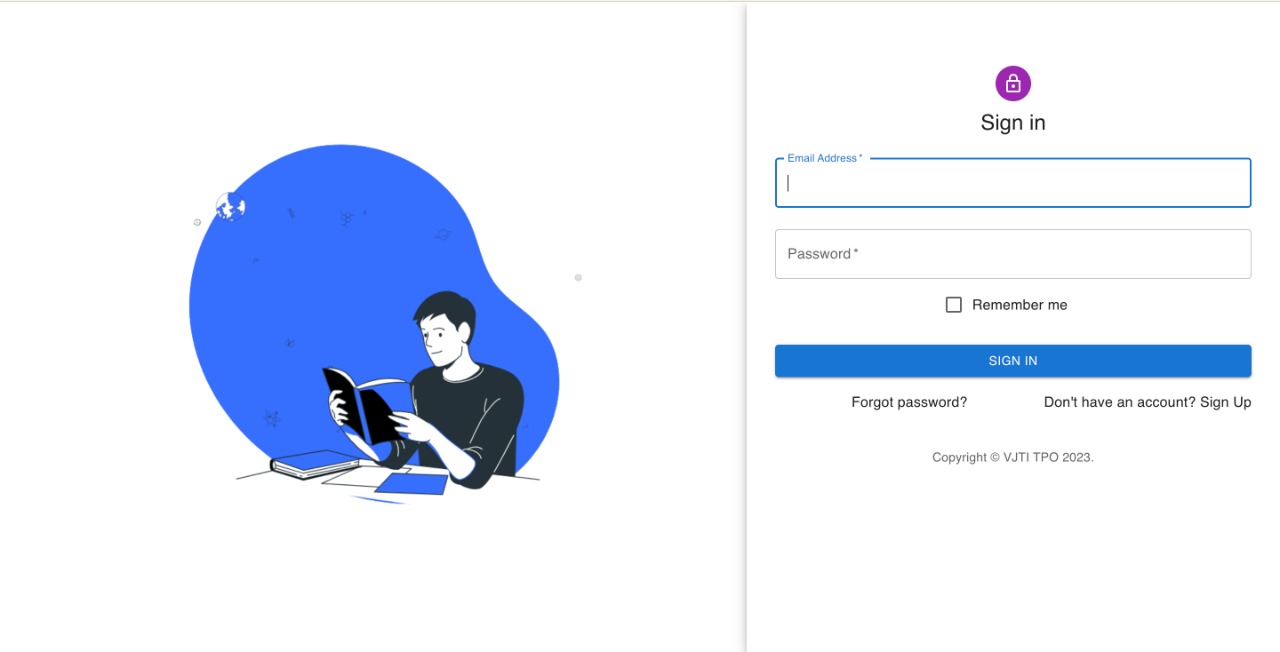 Sign in
Email Address *
Password *
Remember me
SIGN IN
Forgot password? Don't have an account? Sign Up
Copyright © VJTI TPO 2023.